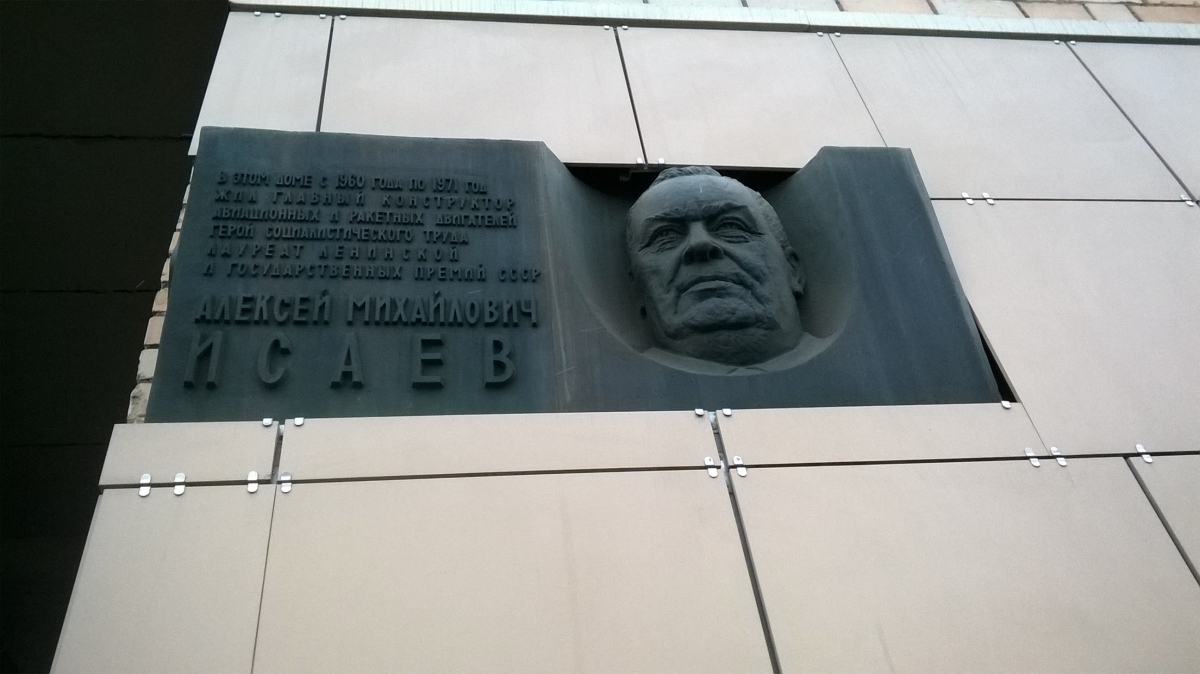 В ЭТОМ ДОМЕ С 1960 ГОДА ПО 1971 ГОД
ЖИЛ ГЛАВНЫЙ КОНСТРУКТОР
АВИАЦИОННЫХ И РАКЕТНЫХ ДВИГАТЕЛЕЙ
ГЕРОЙ СОЦИАЛИСТИЧЕСКОГО ТРУДА
ЛАУРЕАТ ЛЕНИНСКОЙ
И ГОСУДАРСТВЕННЫХ ПРЕМИЙ СССР
АЛЕКСЕЙ МИХАЙЛОВИЧ
ИСАЕВ